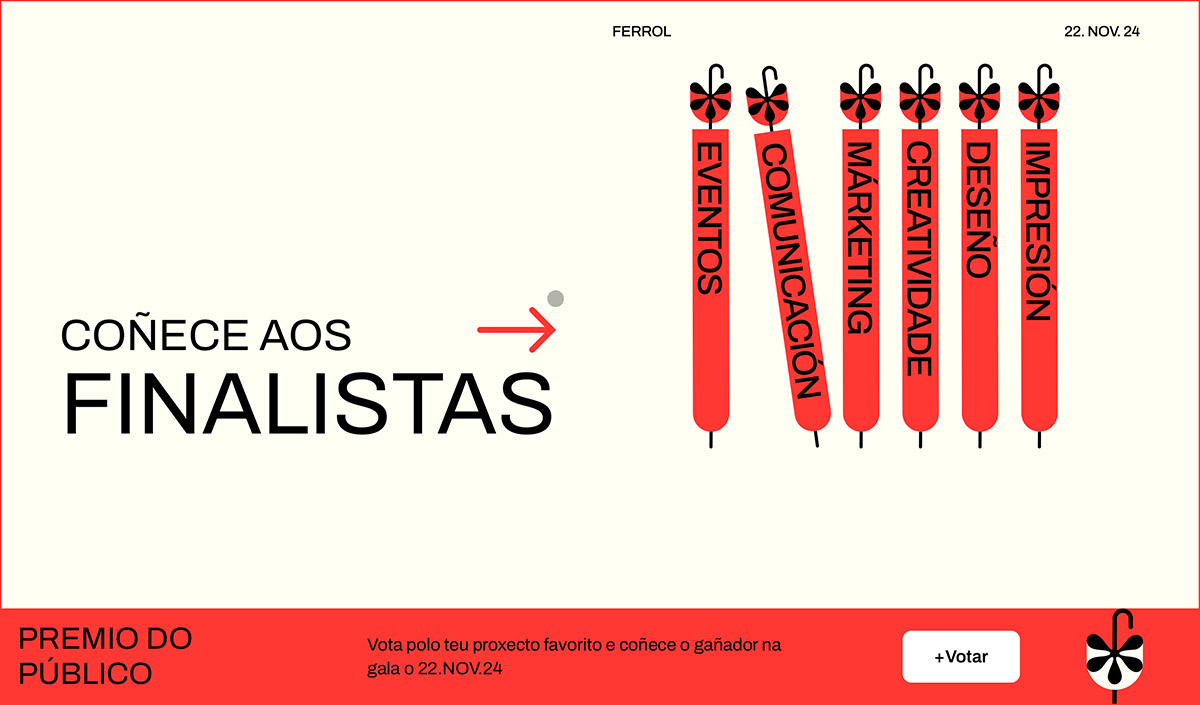 FERROL
22. NOV. 24
EVENTOS
COMUNICACIÓN
MÁRKETING
CREATIVIDADE
DESEÑO
IMPRESIÓN
COÑECE AOS
FINALISTAS
PREMIO DO
PÚBLICO
Vota polo teu proxecto favorito e coñece o gañador na
gala o 22.NOV.24
+Votar